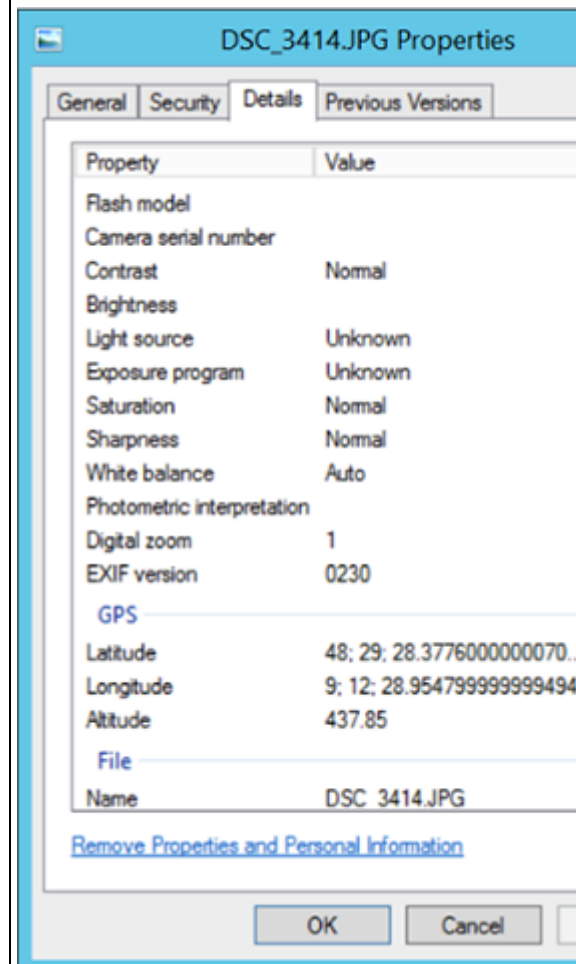 DSC_3414.JPG Properties
General Security Details Previous Versions
Property Value
Flash model
Camera serial number
Contrast Normal
Brightness
Light source Unknown
Exposure program Unknown
Saturation Normal
Sharpness Normal
White balance Auto
Photometric interpretation
Digital zoom 1
EXIF version 0230
GPS
Latitude 48; 29; 28.3776000000070...
Longitude 9; 12; 28.954799999999494
Altitude 437.85
File
Name DSC_3414.JPG
Remove Properties and Personal Information
OK Cancel